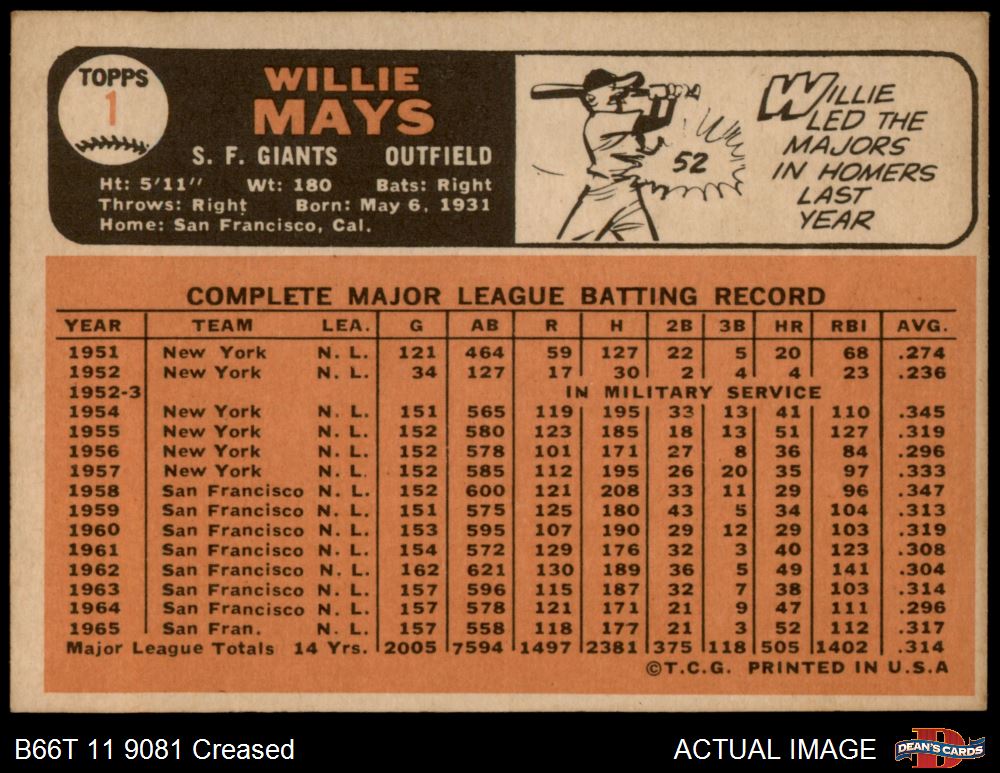 TOPPS
1
WILLIE
MAYS
S. F. GIANTS OUTFIELD
Ht: 5'11" Wt: 180 Bats: Right
Throws: Right Born: May 6, 1931
Home: San Francisco, Cal.
52
WILLIE
LED THE
MAJORS
IN HOMERS
LAST
YEAR
COMPLETE MAJOR LEAGUE BATTING RECORD
YEAR TEAM LEA. G AB R H 2B 3B HR RBI AVG.
1951 New York N. L. 121 464 59 127 22 5 20 68 .274
1952 New York N. L. 34 127 17 30 2 4 4 23 .236
1952-3 IN MILITARY SERVICE
1954 New York N. L. 151 565 119 195 33 13 41 110 .345
1955 New York N. L. 152 580 123 185 18 13 51 127 .319
1956 New York N. L. 152 578 101 171 27 8 36 84 .296
1957 New York N. L. 152 585 112 195 26 20 35 97 .333
1958 San Francisco N. L. 152 600 121 208 33 11 29 96 .347
1959 San Francisco N. L. 151 575 125 180 43 5 34 104 .313
1960 San Francisco N. L. 153 595 107 190 29 12 29 103 .319
1961 San Francisco N. L. 154 572 129 176 32 3 40 123 .308
1962 San Francisco N. L. 162 621 130 189 36 5 49 141 .304
1963 San Francisco N. L. 157 596 115 187 32 7 38 103 .314
1964 San Francisco N. L. 157 578 121 171 21 9 47 111 .296
1965 San Fran. N. L. 157 558 118 177 21 3 52 112 .317
Major League Totals 14 Yrs. 2005 7594 1497 2381 375 118 505 1402 .314
©T.C.G. PRINTED IN U.S.A
B66T 11 9081 Creased ACTUAL IMAGE
DEAN'S CARDS